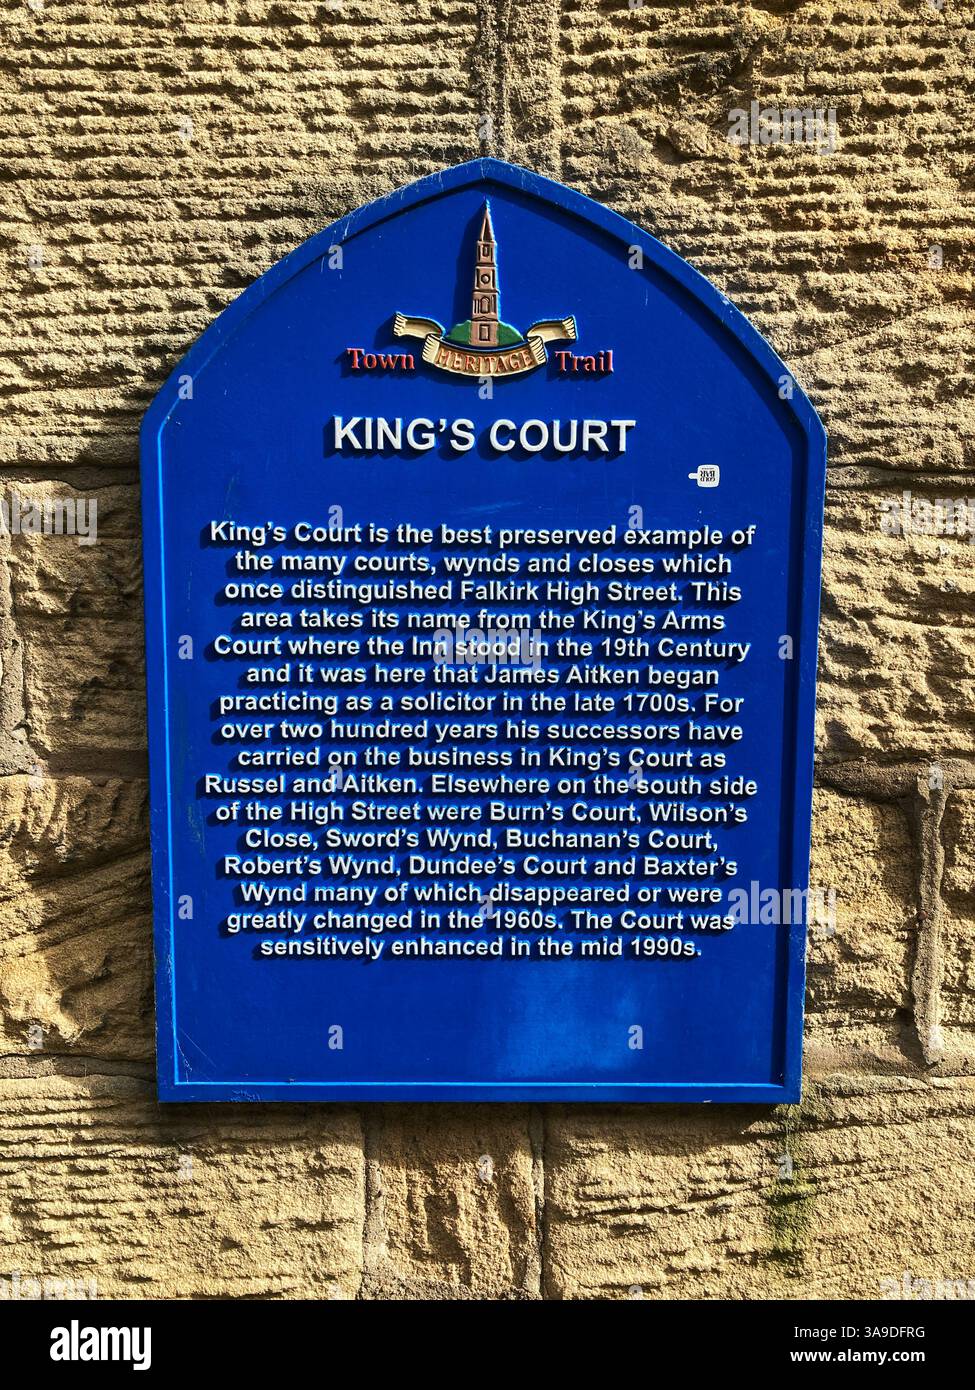 Town HERITAGE Trail
KING'S COURT
GOLD
BAR
King's Court is the best preserved example of
the many courts, wynds and closes which
once distinguished Falkirk High Street. This
area takes its name from the King's Arms
Court where the Inn stood in the 19th Century
and it was here that James Aitken began
practicing as a solicitor in the late 1700s. For
over two hundred years his successors have
carried on the business in King's Court as
Russel and Aitken. Elsewhere on the south side
of the High Street were Burn's Court, Wilson's
Close, Sword's Wynd, Buchanan's Court,
Robert's Wynd, Dundee's Court and Baxter's
Wynd many of which disappeared or were
greatly changed in the 1960s. The Court was
sensitively enhanced in the mid 1990s.
alamy
alamy
Image ID: 3A9DFRG
www.alamy.com